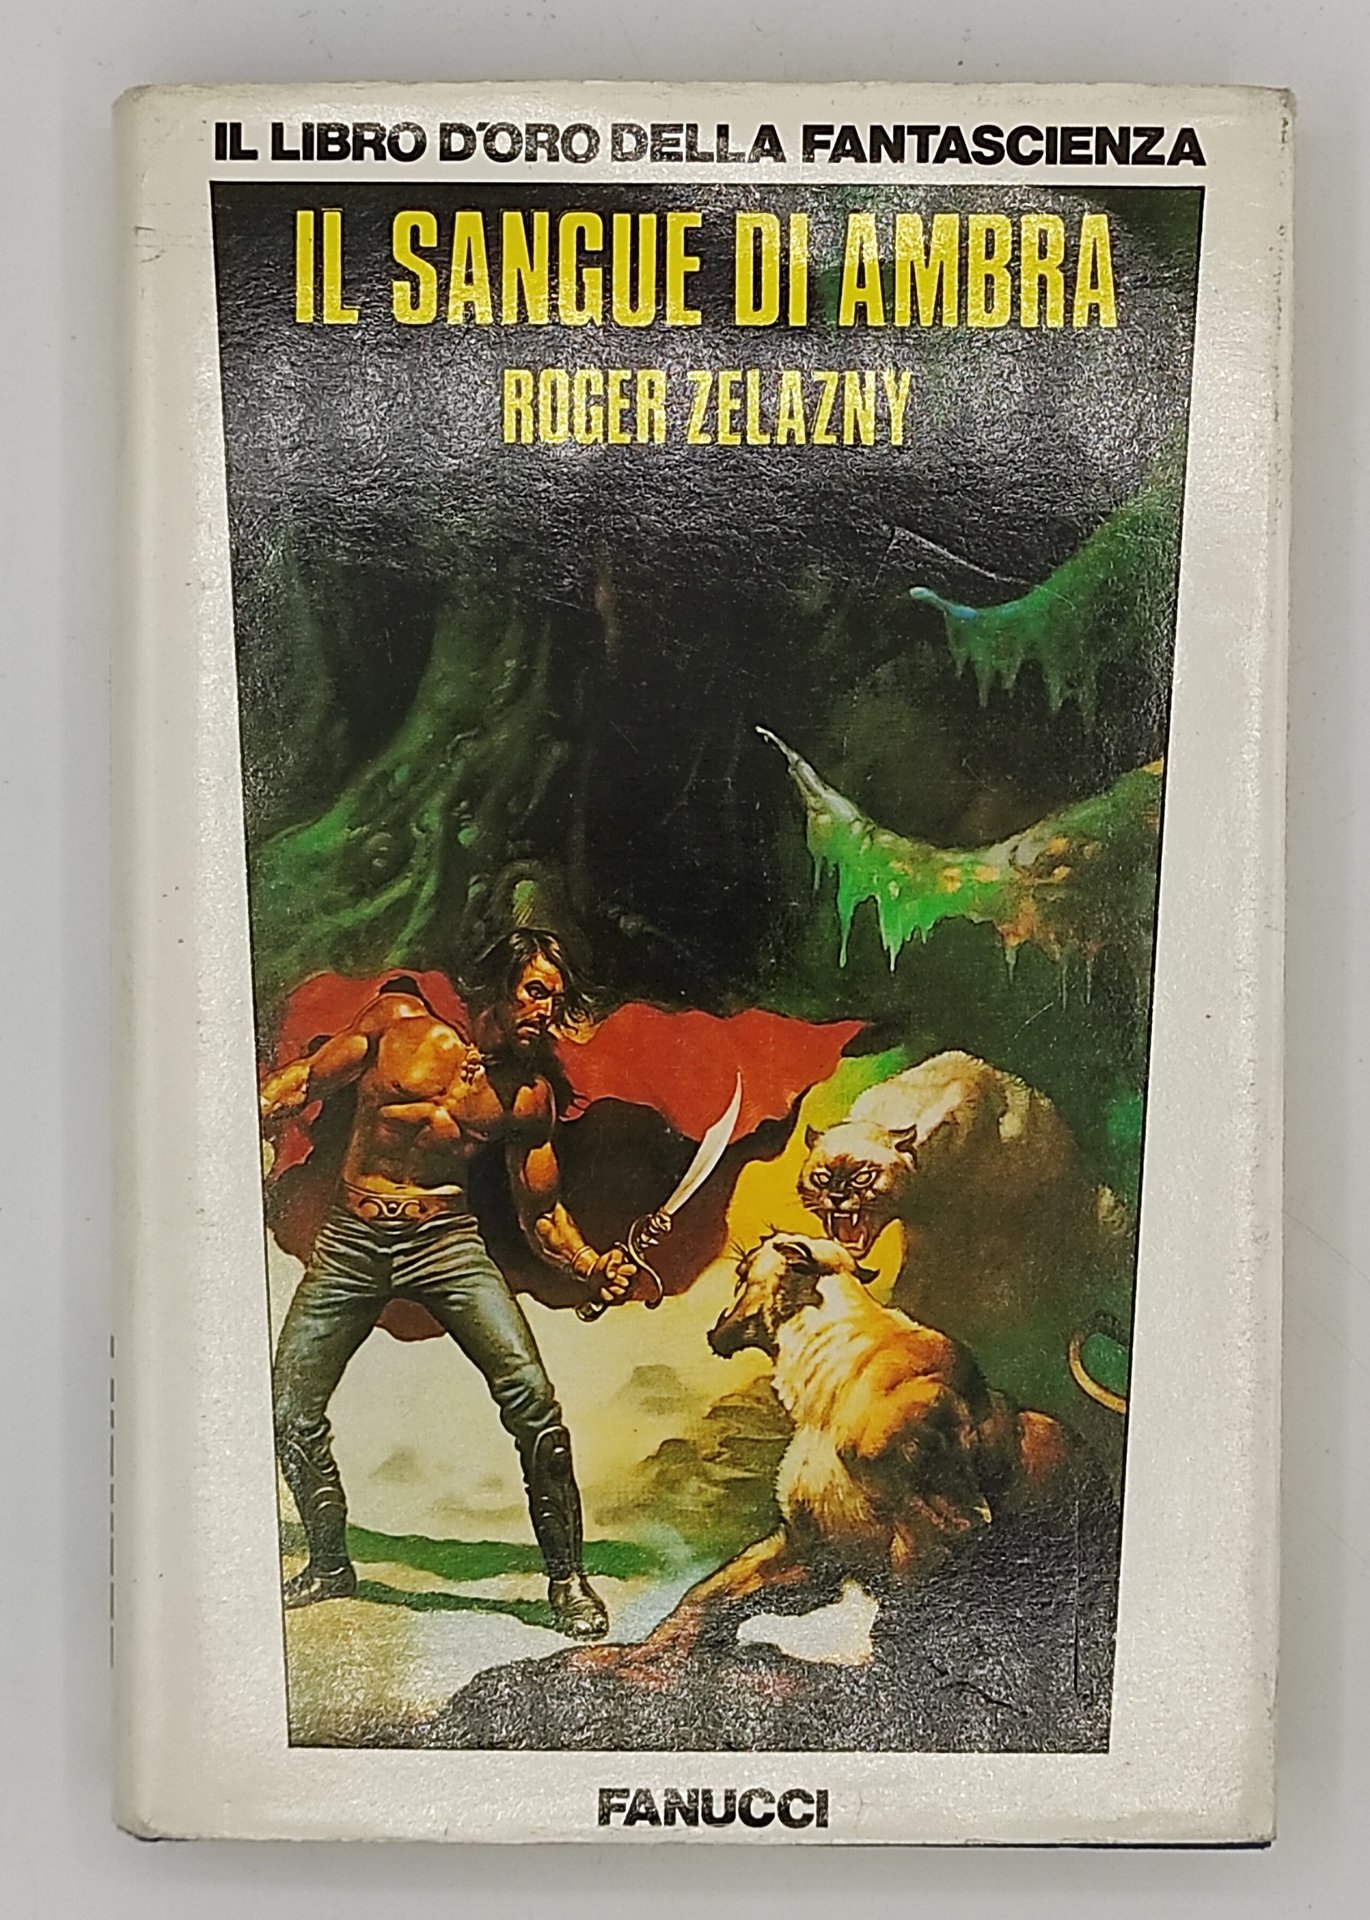 IL LIBRO D'ORO DELLA FANTASCIENZA
IL SANGUE DI AMBRA
ROGER ZELAZNY
FANUCCI